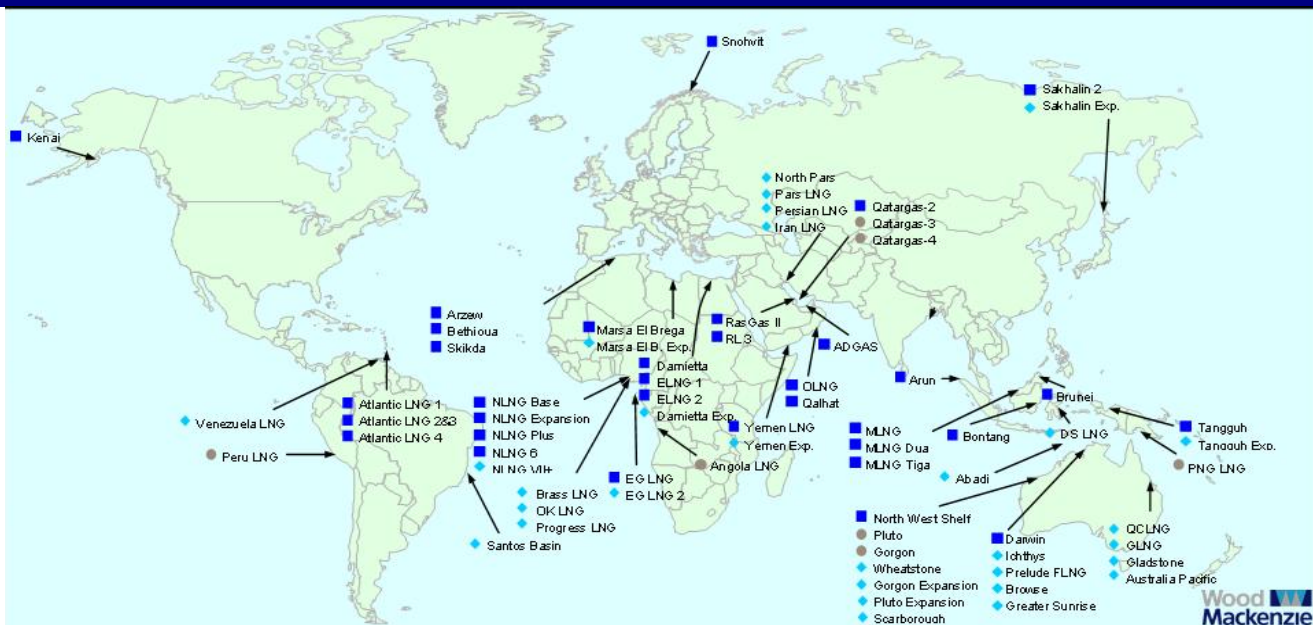 Snohvit
Sakhalin 2
Sakhalin Exp.
Kenai
North Pars
Pars LNG
Persian LNG
Iran LNG
Qatargas-2
Qatargas-3
Qatargas-4
Arzew
Bethioua
Skikda
Marsa El Brega
Marsa El B. Exp.
RasGas II
RL 3
ADGAS
Damietta
ELNG 1
ELNG 2
Damietta Exp.
OLNG
Qalhat
Arun
Brunei
Atlantic LNG 1
Atlantic LNG 2&3
Atlantic LNG 4
NLNG Base
NLNG Expansion
NLNG Plus
NLNG 6
NLNG VII+
Venezuela LNG
Peru LNG
Yemen LNG
Yemen Exp.
MLNG
MLNG Dua
MLNG Tiga
Bontang
DS LNG
Tangguh
Tangguh Exp.
PNG LNG
Angola LNG
EG LNG
EG LNG 2
Abadi
Brass LNG
OK LNG
Progress LNG
Santos Basin
North West Shelf
Pluto
Gorgon
Wheatstone
Gorgon Expansion
Pluto Expansion
Scarborough
Darwin
Ichthys
Prelude FLNG
Browse
Greater Sunrise
QCLNG
GLNG
Gladstone
Australia Pacific
Wood
Mackenzie